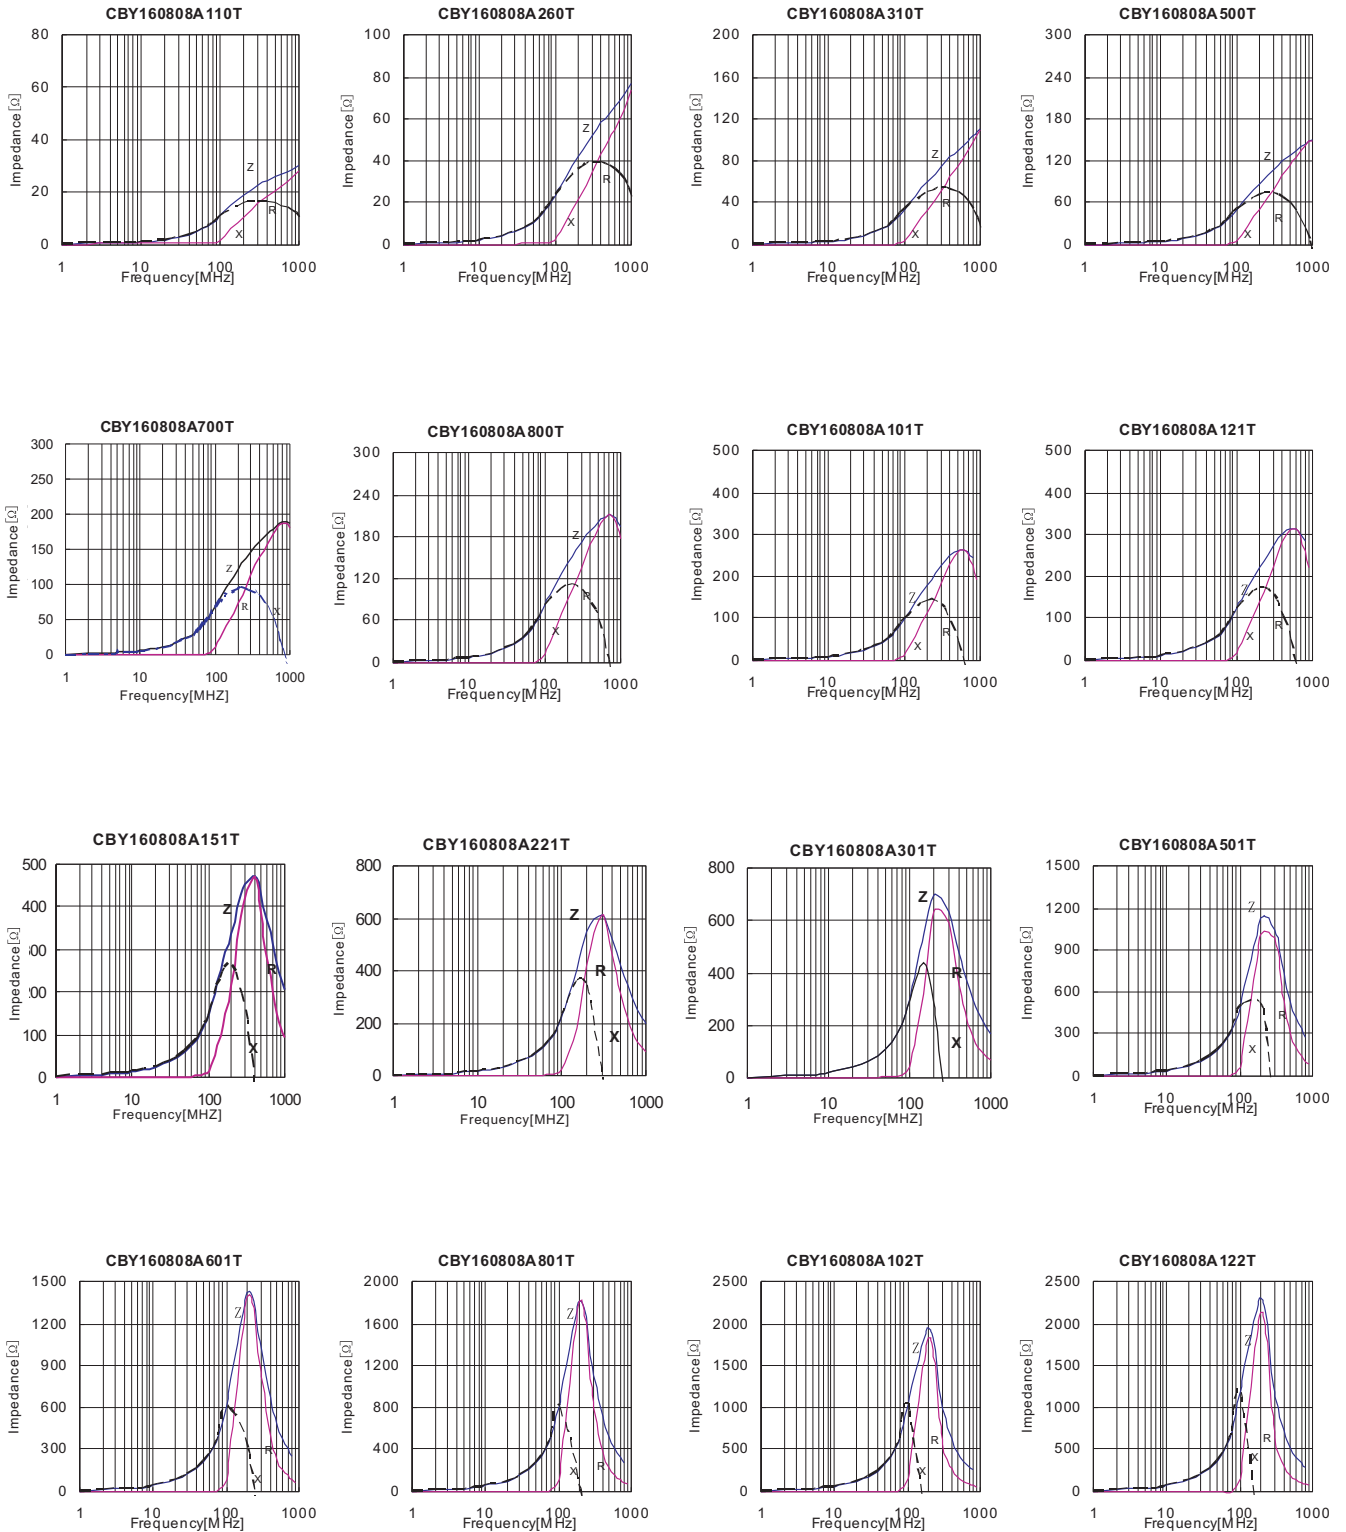 CBY160808A110T
80
60
40
20
0
Impedance[Ω]
Z
R
X
1 10 100 1000
Frequency[MHz]
CBY160808A260T
100
80
60
40
20
0
Impedance[Ω]
Z
R
X
1 10 100 1000
Frequency[MHz]
CBY160808A310T
200
160
120
80
40
0
Impedance[Ω]
Z
R
X
1 10 100 1000
Frequency[MHz]
CBY160808A500T
300
240
180
120
60
0
Impedance[Ω]
Z
R
X
1 10 100 1000
Frequency[MHz]
CBY160808A700T
300
250
200
150
100
50
0
Impedance[Ω]
Z
R
X
1 10 100 1000
Frequency[MHZ]
CBY160808A800T
300
240
180
120
60
0
Impedance[Ω]
Z
R
X
1 10 100 1000
Frequency[MHZ]
CBY160808A101T
500
400
300
200
100
0
Impedance[Ω]
Z
R
X
1 10 100 1000
Frequency[MHZ]
CBY160808A121T
500
400
300
200
100
0
Impedance[Ω]
Z
R
X
1 10 100 1000
Frequency[MHZ]
CBY160808A151T
500
400
300
200
100
0
Impedance[Ω]
Z
R
X
1 10 100 1000
Frequency[MHZ]
CBY160808A221T
800
600
400
200
0
Impedance[Ω]
Z
R
X
1 10 100 1000
Frequency[MHZ]
CBY160808A301T
800
600
400
200
0
Impedance[Ω]
Z
R
X
1 10 100 1000
Frequency[MHZ]
CBY160808A501T
1500
1200
900
600
300
0
Impedance[Ω]
Z
R
X
1 10 100 1000
Frequency[MHZ]
CBY160808A601T
1500
1200
900
600
300
0
Impedance[Ω]
Z
R
X
1 10 100 1000
Frequency[MHZ]
CBY160808A801T
2000
1600
1200
800
400
0
Impedance[Ω]
Z
R
X
1 10 100 1000
Frequency[MHZ]
CBY160808A102T
2500
2000
1500
1000
500
0
Impedance[Ω]
Z
R
X
1 10 100 1000
Frequency[MHZ]
CBY160808A122T
2500
2000
1500
1000
500
0
Impedance[Ω]
Z
R
X
1 10 100 1000
Frequency[MHZ]